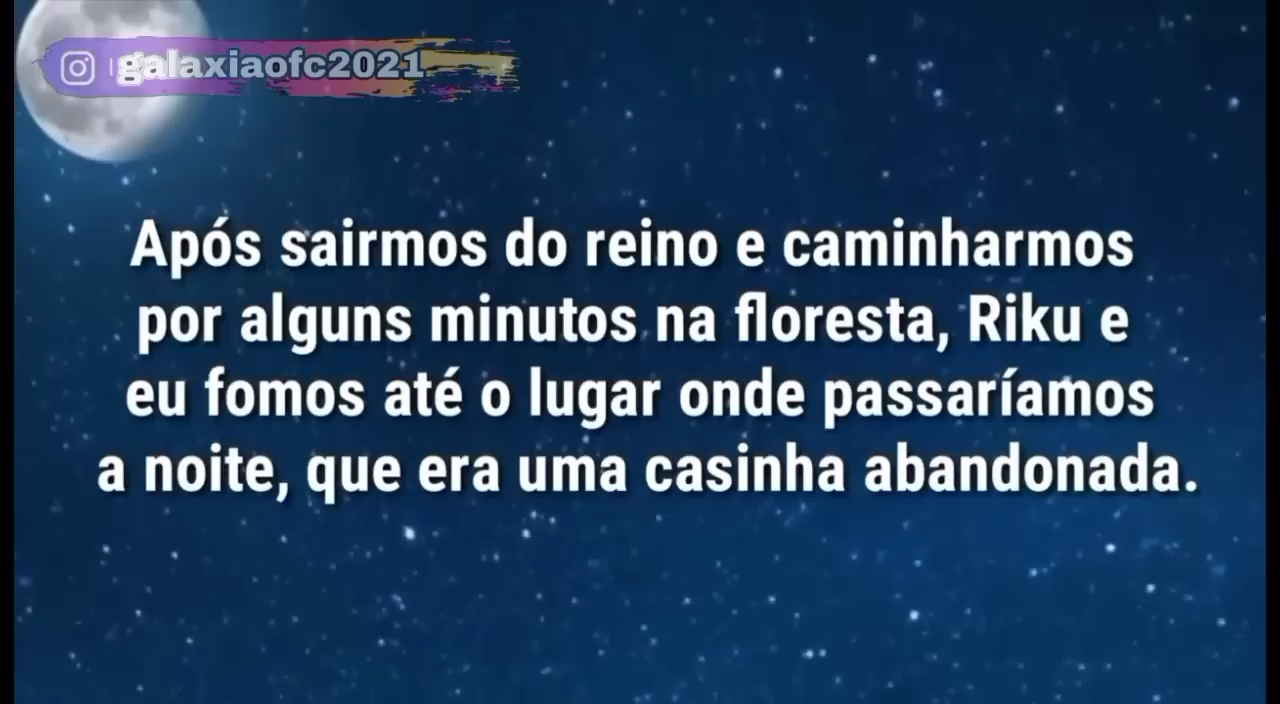 galaxiaofc2021
Após sairmos do reino e caminharmos
por alguns minutos na floresta, Riku e
eu fomos até o lugar onde passaríamos
a noite, que era uma casinha abandonada.